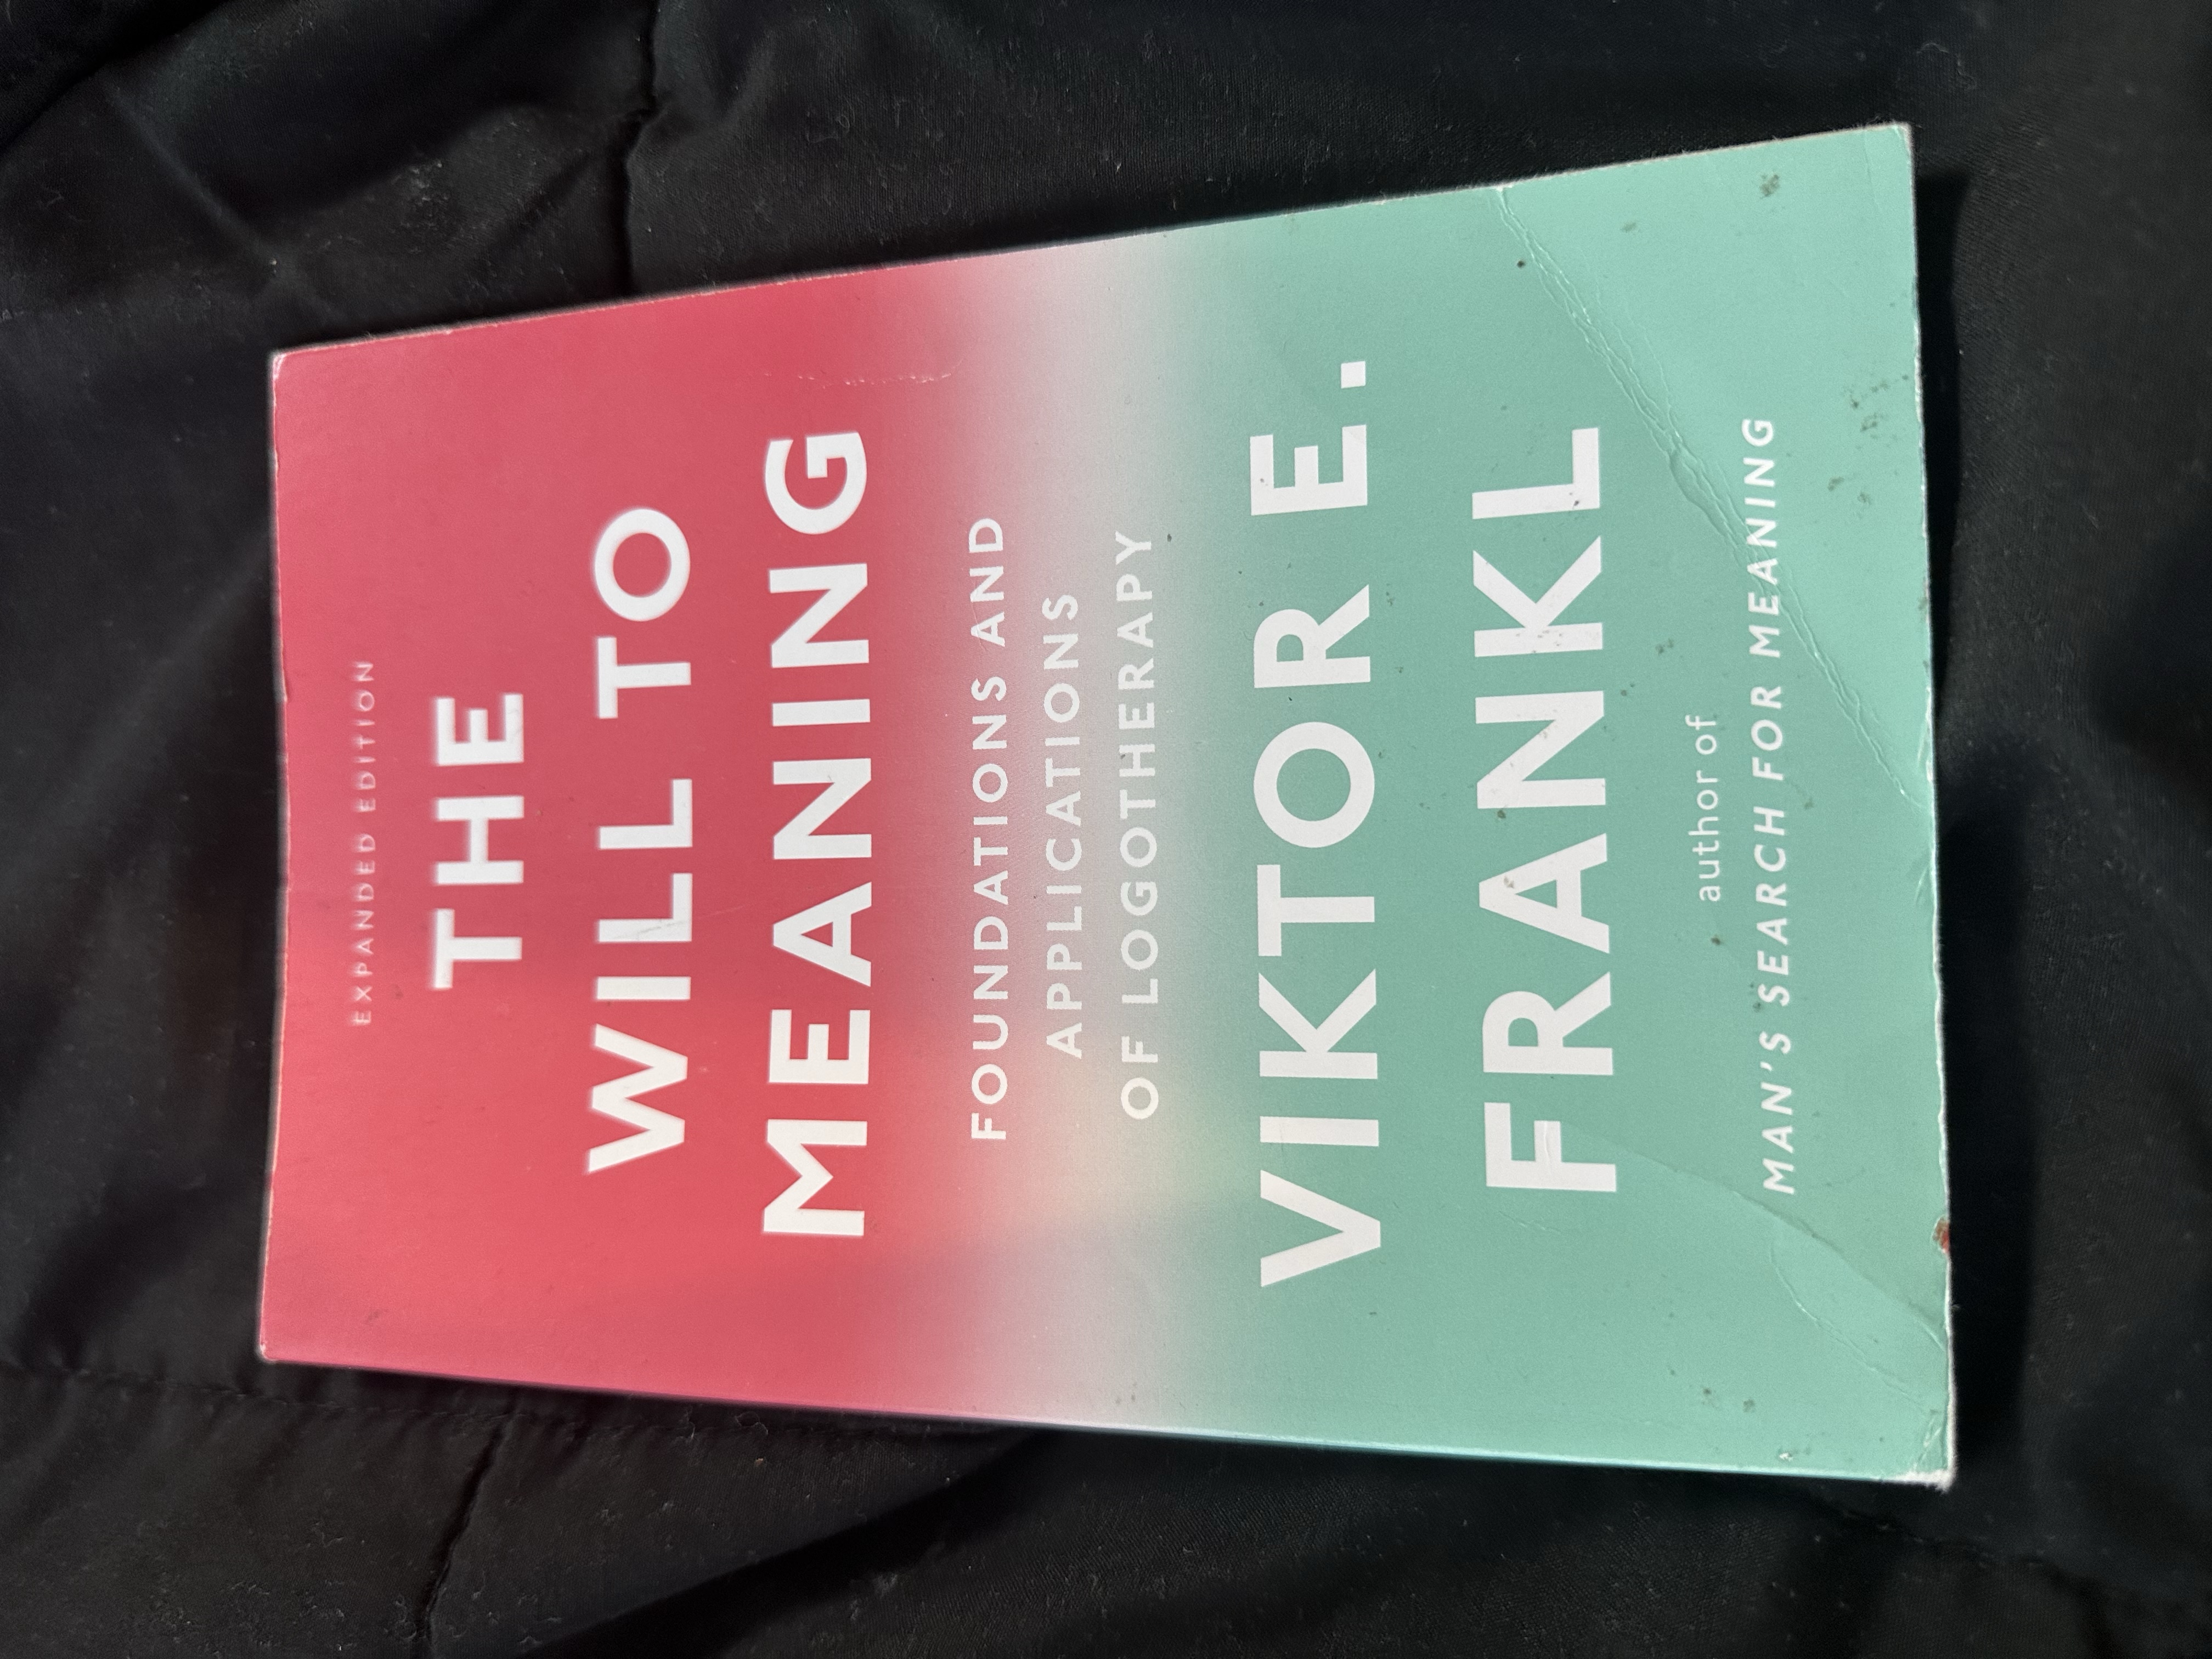 EXPANDED EDITION
THE
WILL TO
MEANING
FOUNDATIONS AND
APPLICATIONS
OF LOGOTHERAPY
VIKTOR E.
FRANKL
author of
MAN'S SEARCH FOR MEANING